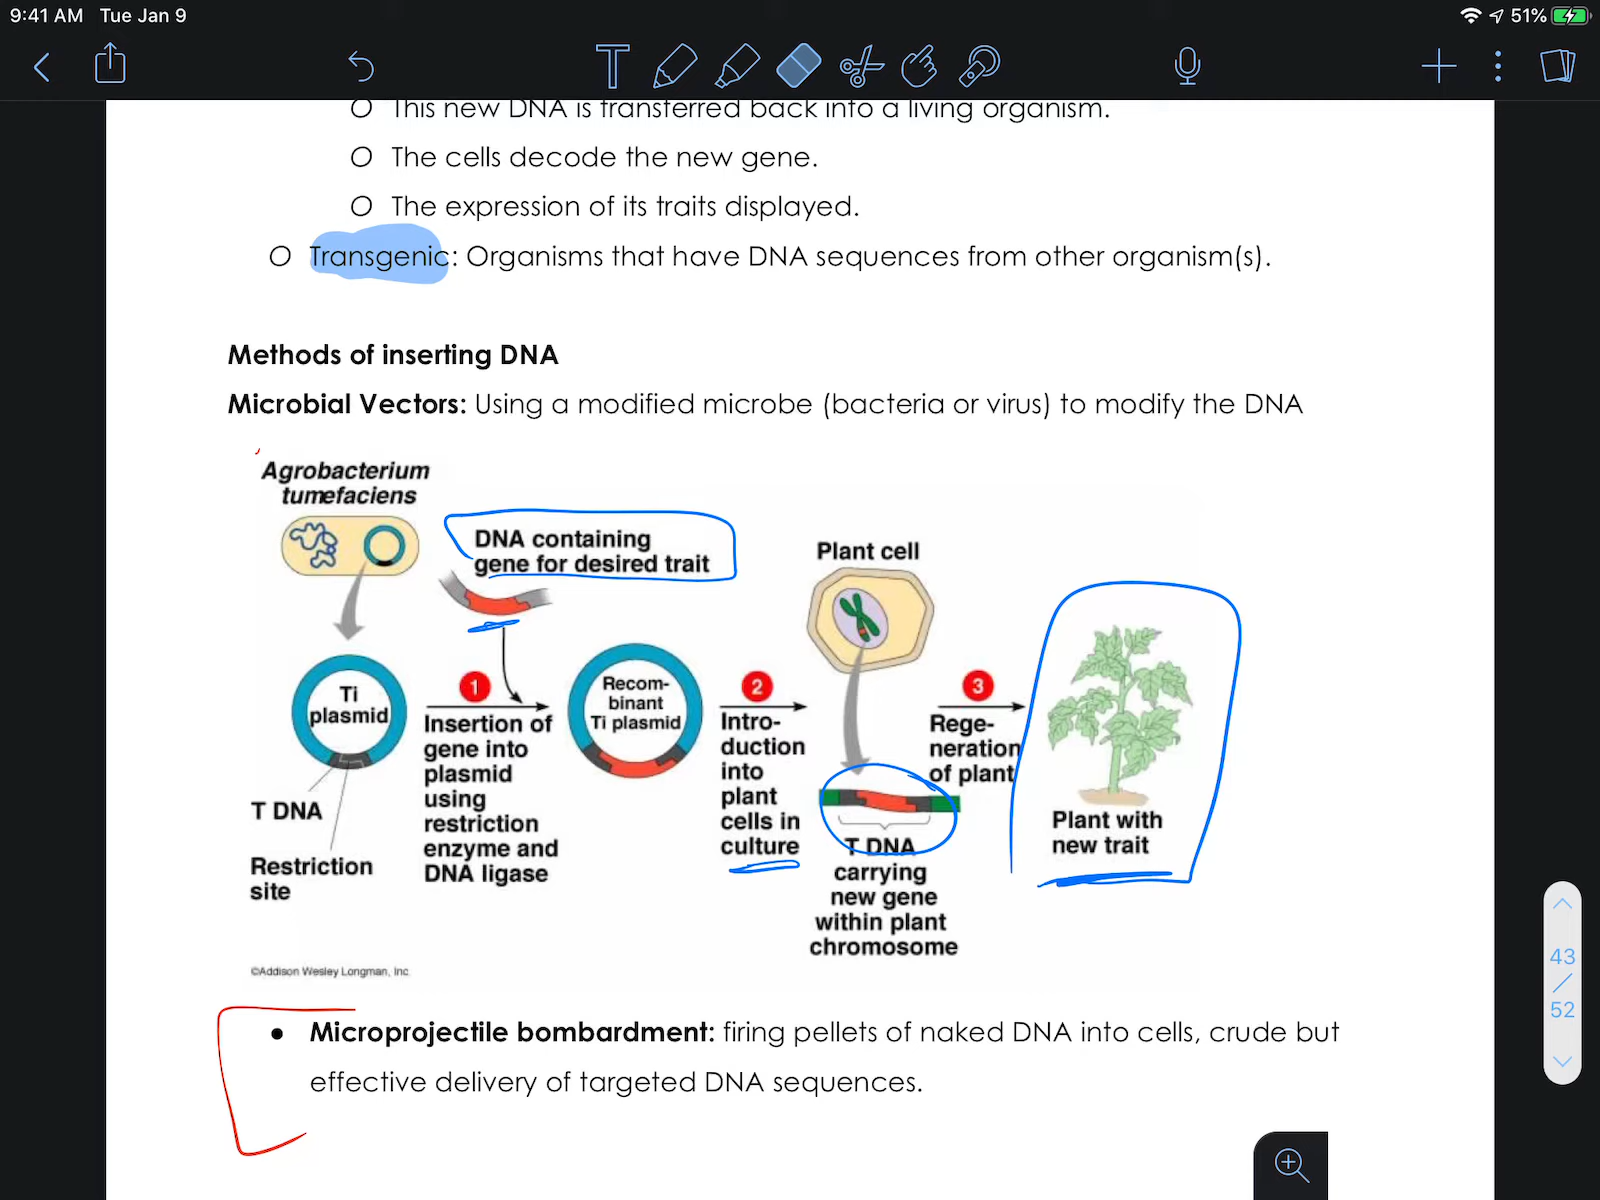 9:41 AM Tue Jan 9
51%
This new DNA is transferred back into a living organism.
The cells decode the new gene.
The expression of its traits displayed.
Transgenic: Organisms that have DNA sequences from other organism(s).
Methods of inserting DNA
Microbial Vectors: Using a modified microbe (bacteria or virus) to modify the DNA
Agrobacterium
tumefaciens
DNA containing
gene for desired trait
Plant cell
Ti
plasmid
T DNA
Restriction
site
1
Insertion of
gene into
plasmid
using
restriction
enzyme and
DNA ligase
Recom-
binant
Ti plasmid
2
Intro-
duction
into
plant
cells in
culture
T DNA
carrying
new gene
within plant
chromosome
3
Rege-
neration
of plant
Plant with
new trait
©Addison Wesley Longman, Inc
• Microprojectile bombardment: firing pellets of naked DNA into cells, crude but
effective delivery of targeted DNA sequences.
43
/
52